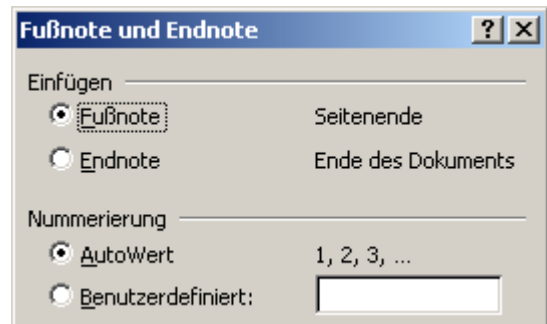 Fußnote und Endnote
Einfügen
Fußnote Seitenende
Endnote Ende des Dokuments
Nummerierung
AutoWert 1, 2, 3, ...
Benutzerdefiniert: